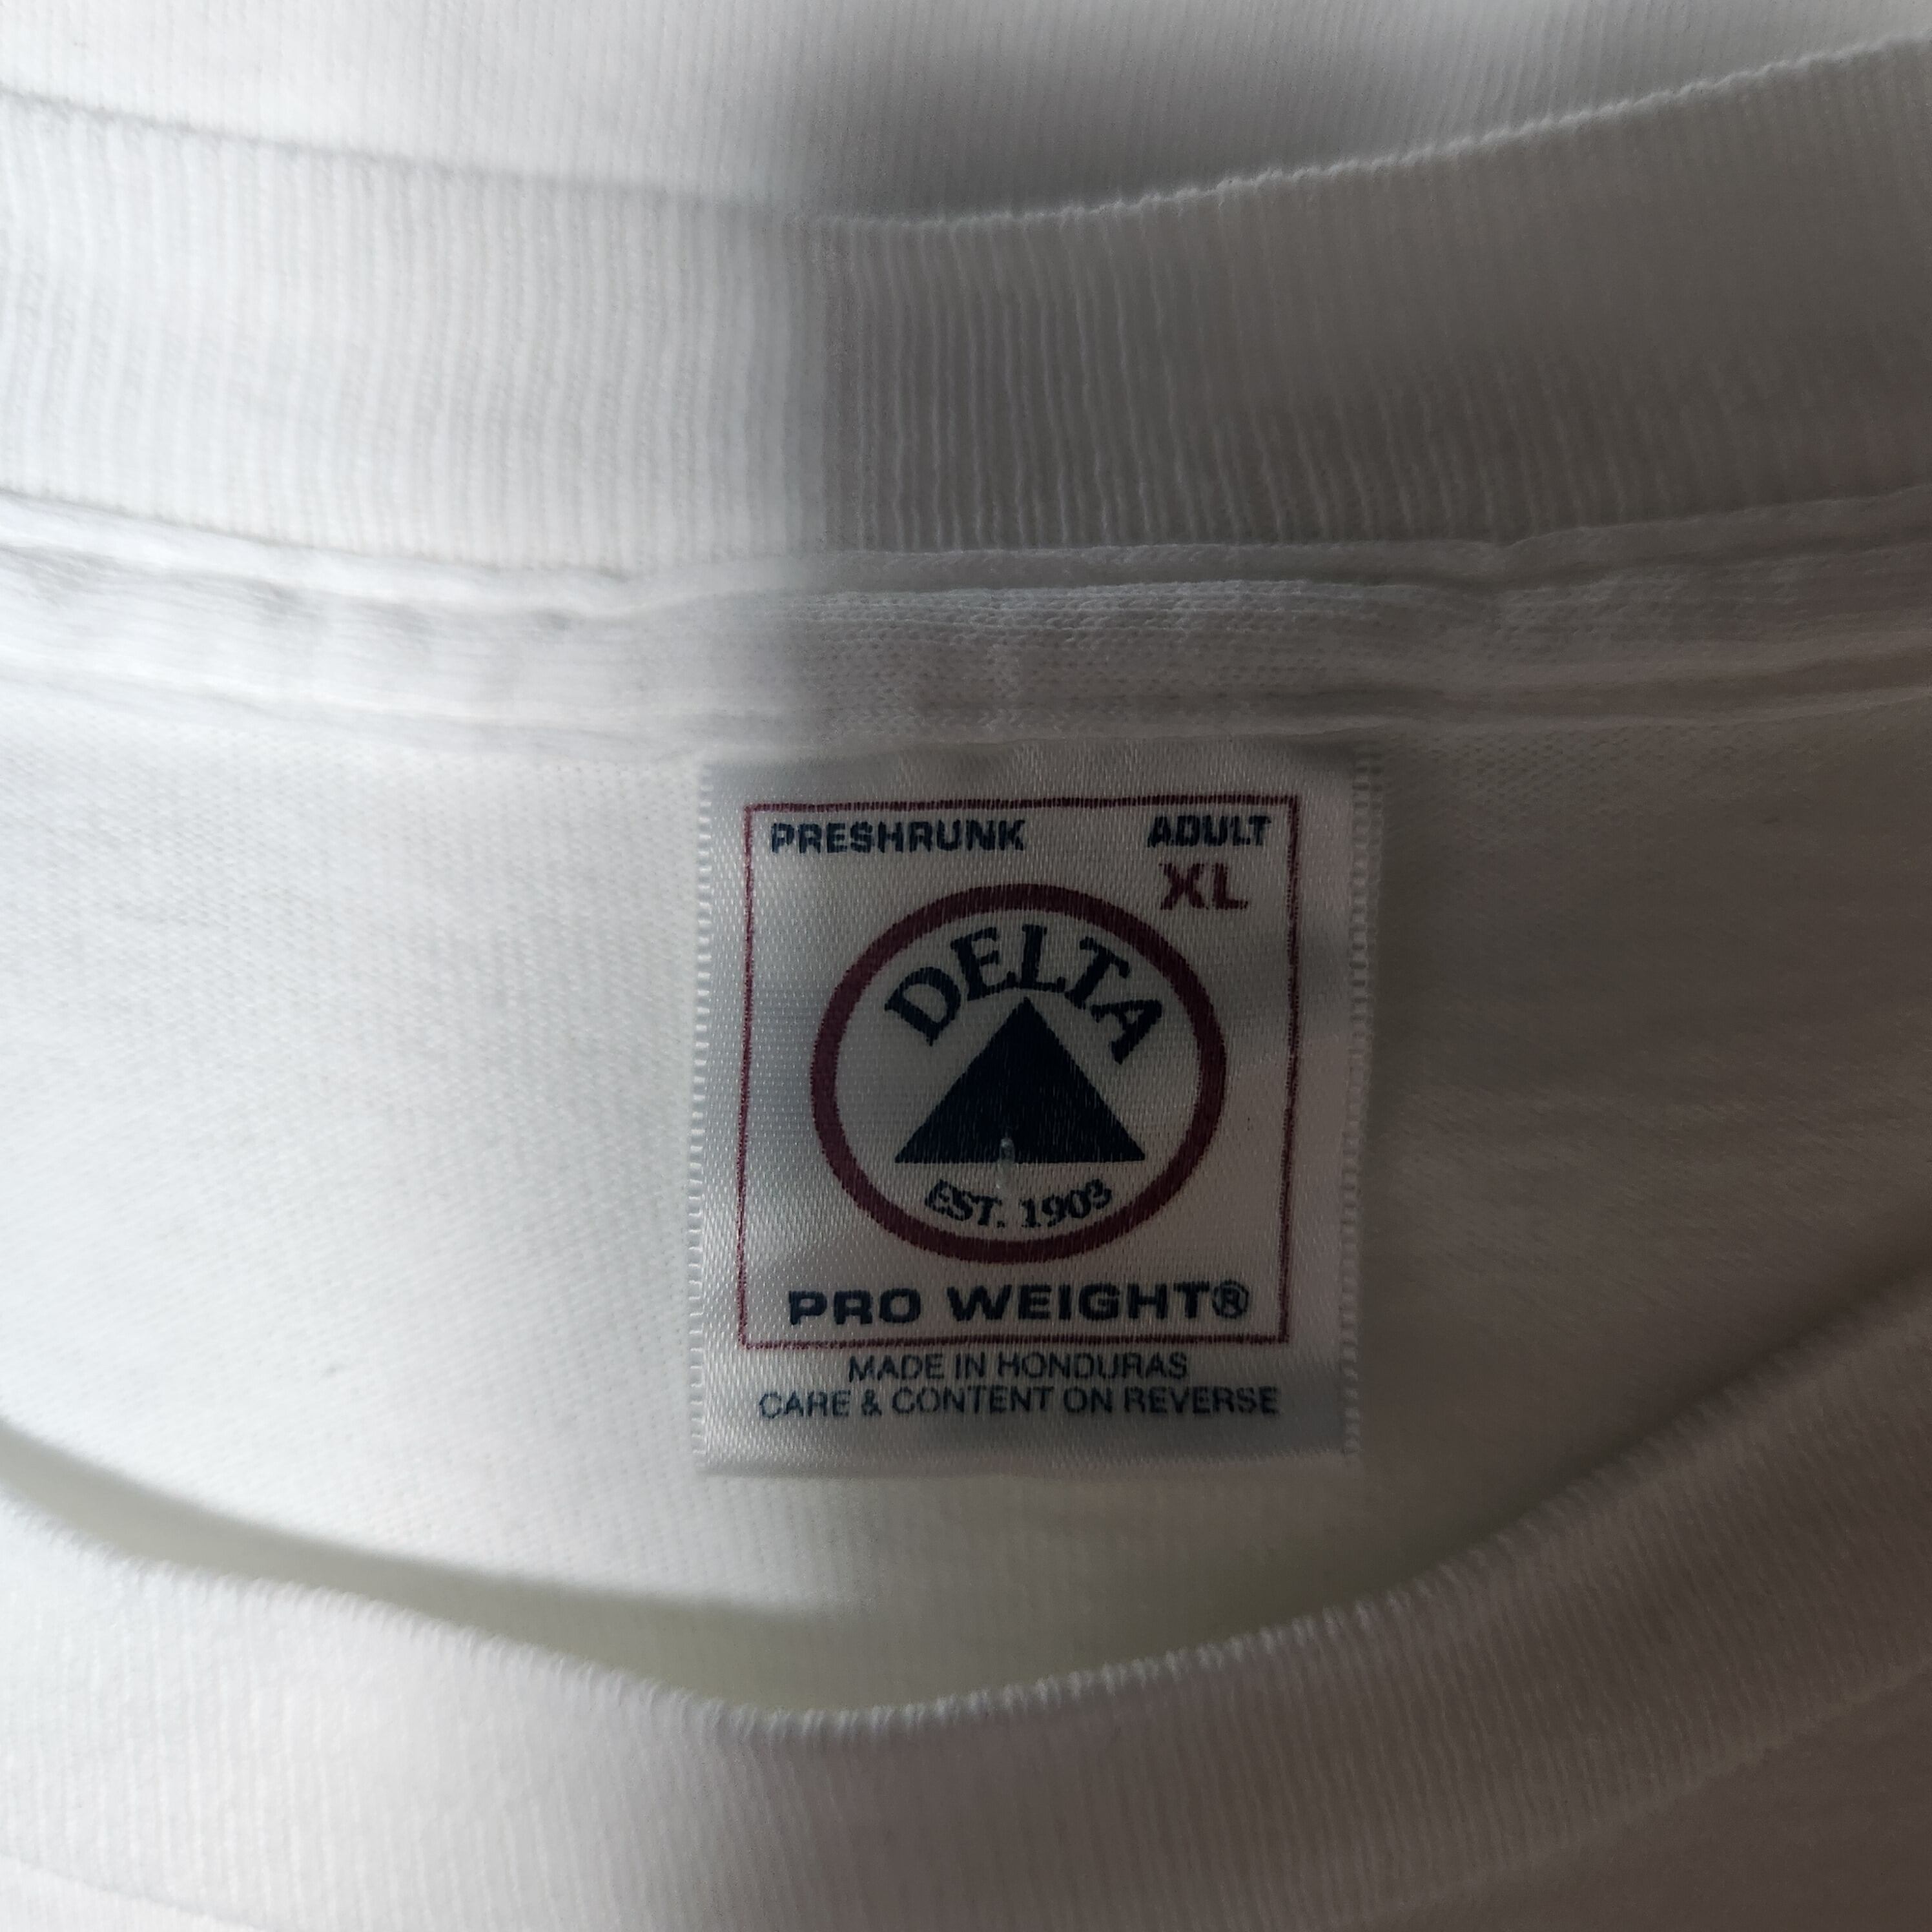 PRESHRUNK ADULT
XL
DELTA
EST. 1903
PRO WEIGHT®
MADE IN HONDURAS
CARE & CONTENT ON REVERSE